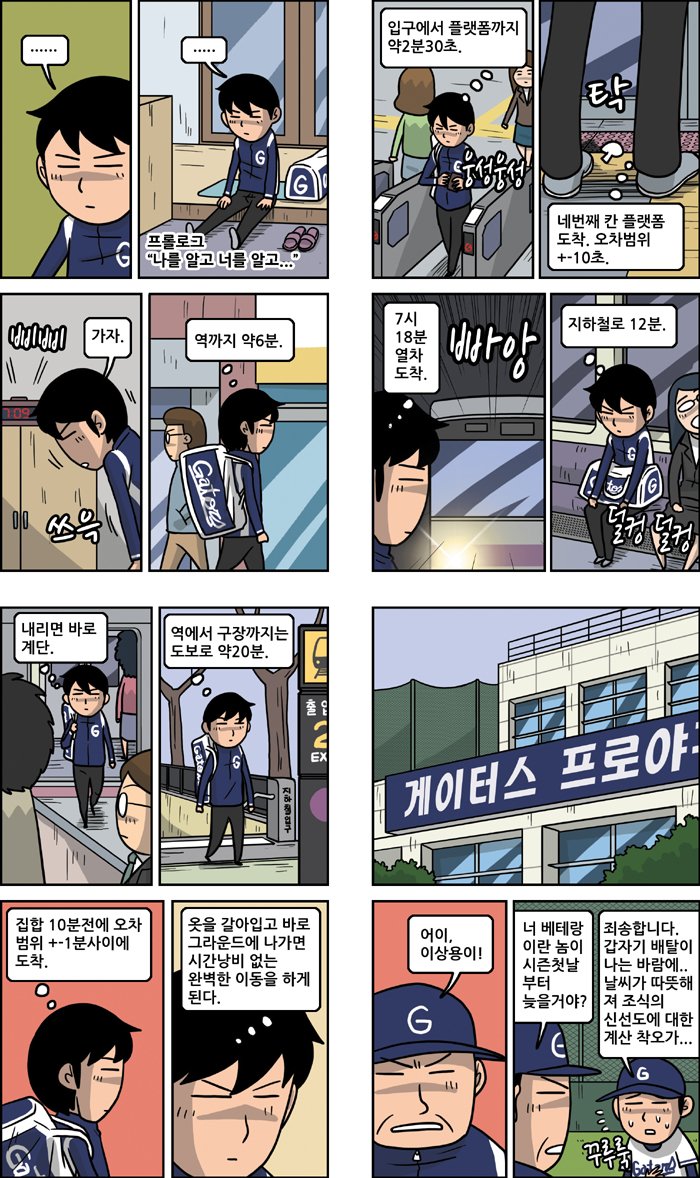 ......
.....
G
G
G
프롤로그
“나를 알고 너를 알고...”
삐비삐
7:09
가자.
쓰윽
역까지 약6분.
Gators
입구에서 플랫폼까지
약2분30초.
G
웅성웅성
탁
네번째 칸 플랫폼
도착. 오차범위
+-10초.
7시
18분
열차
도착.
빠앙
지하철로 12분.
G
Gators
G
덜컹 덜컹
내리면 바로
계단.
G
역에서 구장까지는
도보로 약20분.
G
출입
2
EX
지하철입구
게이터스 프로야구
집합 10분전에 오차
범위 +-1분사이에
도착.
옷을 갈아입고 바로
그라운드에 나가면
시간낭비 없는
완벽한 이동을 하게
된다.
어이,
이상용이!
G
너 베테랑
이란 놈이
시즌첫날
부터
늦을거야?
G
죄송합니다.
갑자기 배탈이
나는 바람에..
날씨가 따뜻해
져 조식의
신선도에 대한
계산 착오가...
G
꾸루룩
Gators